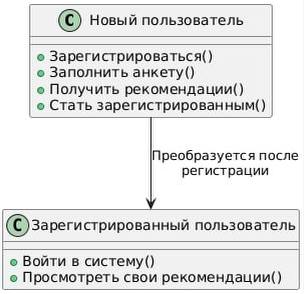 C Новый пользователь
Зарегистрироваться()
Заполнить анкету()
Получить рекомендации()
Стать зарегистрированным()
Преобразуется после
регистрации
C Зарегистрированный пользователь
Войти в систему()
Просмотреть свои рекомендации()